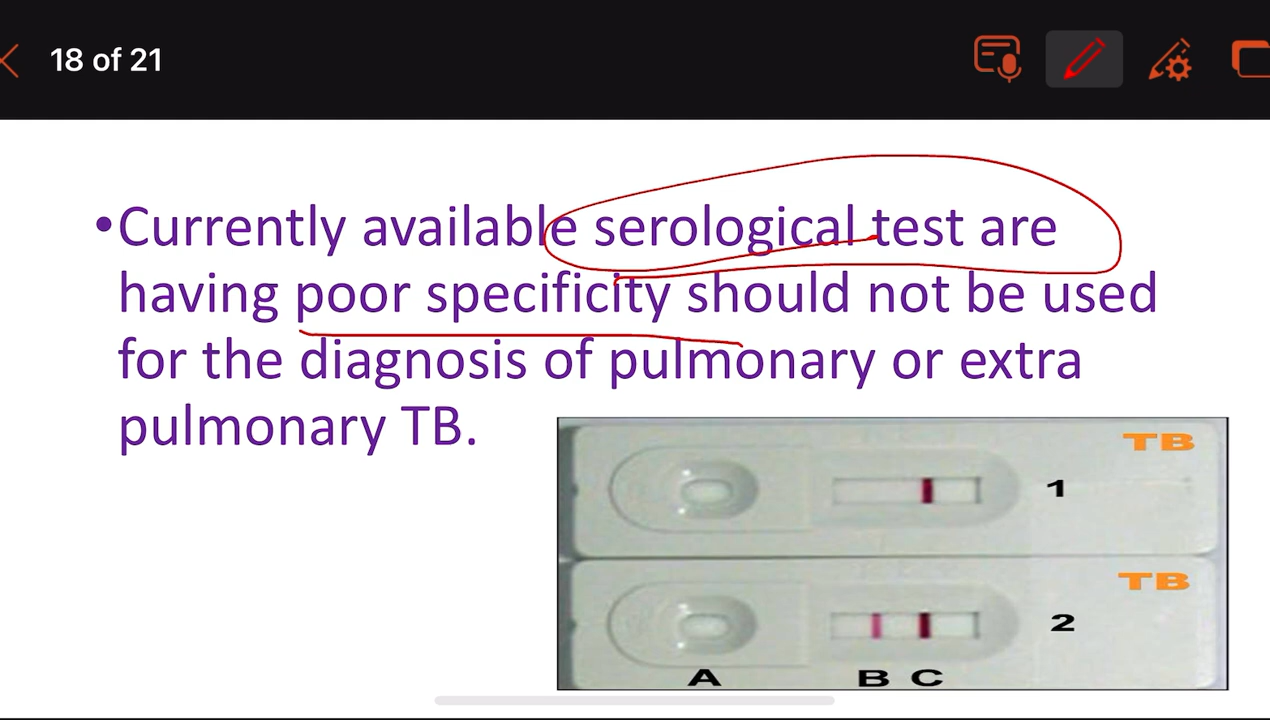 18 of 21
•Currently available serological test are
having poor specificity should not be used
for the diagnosis of pulmonary or extra
pulmonary TB.
TB
1
TB
2
A B C